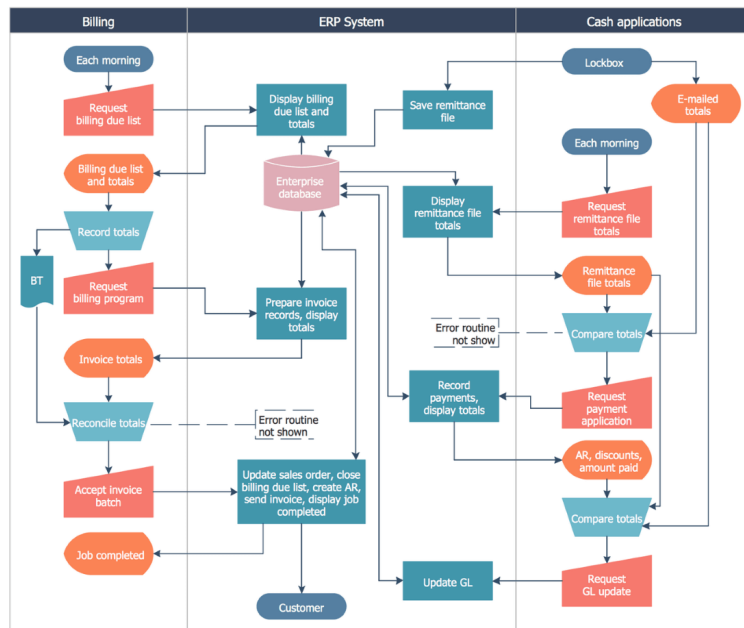 Billing
ERP System
Cash applications
Each morning
Request
billing due list
Billing due list
and totals
Record totals
BT
Request
billing program
Invoice totals
Reconcile totals
Error routine
not shown
Accept invoice
batch
Job completed
Display billing
due list and
totals
Save remittance
file
Enterprise
database
Display
remittance file
totals
Prepare invoice
records, display
totals
Error routine
not show
Record
payments,
display totals
Update sales order, close
billing due list, create AR,
send invoice, display job
completed
Customer
Update GL
Lockbox
E-mailed
totals
Each morning
Request
remittance file
totals
Remittance
file totals
Compare totals
Request
payment
application
AR, discounts,
amount paid
Compare totals
Request
GL update